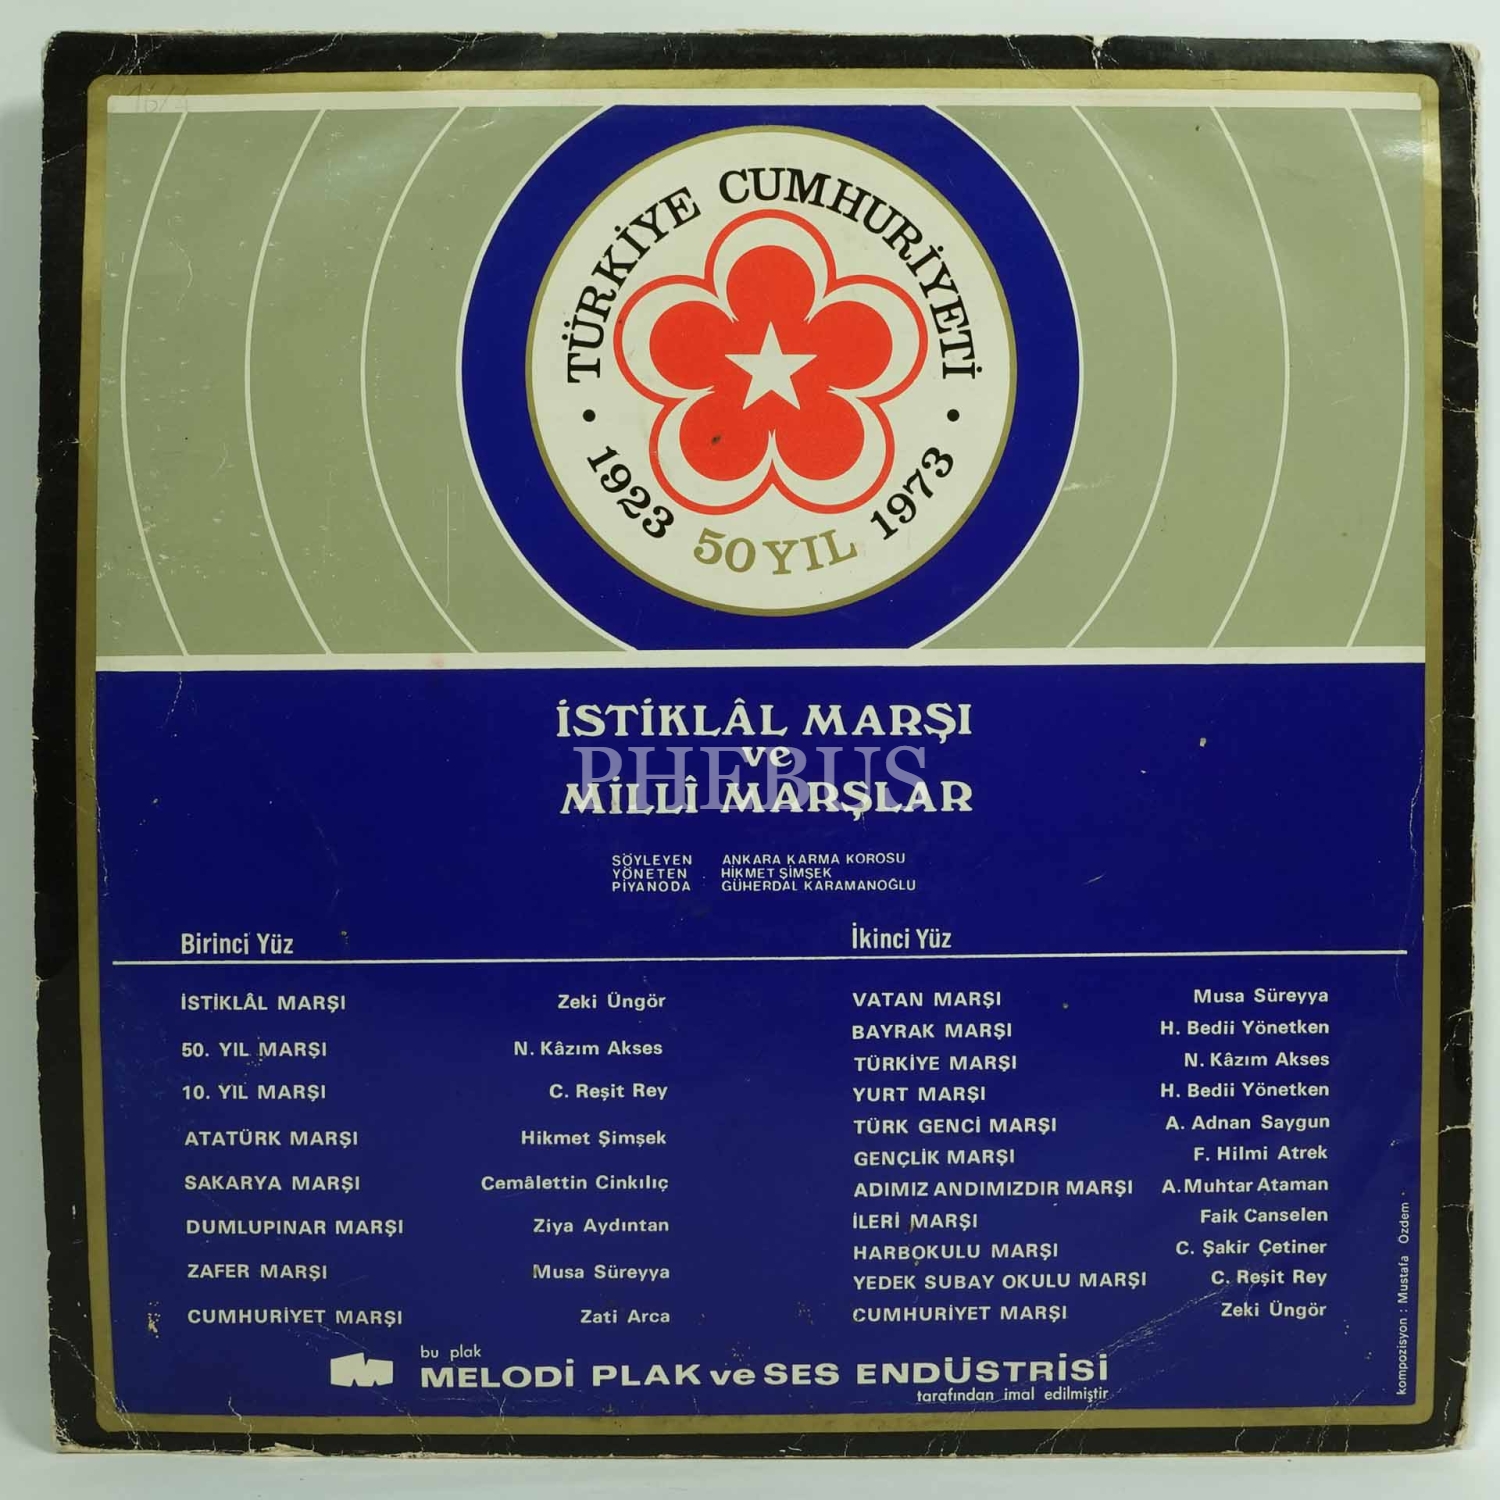 16/4
TÜRKİYE CUMHURİYETİ
1923 50 YIL 1973
İSTİKLÂL MARŞI
ve
MİLLÎ MARŞLAR
PHEBUS
SÖYLEYEN ANKARA KARMA KOROSU
YÖNETEN HİKMET ŞİMŞEK
PİYANODA GÜHERDAL KARAMANOĞLU
Birinci Yüz
İSTİKLÂL MARŞI Zeki Üngör
50. YIL MARŞI N. Kâzım Akses
10. YIL MARŞI C. Reşit Rey
ATATÜRK MARŞI Hikmet Şimşek
SAKARYA MARŞI Cemâlettin Cinkılıç
DUMLUPINAR MARŞI Ziya Aydıntan
ZAFER MARŞI Musa Süreyya
CUMHURİYET MARŞI Zati Arca
İkinci Yüz
VATAN MARŞI Musa Süreyya
BAYRAK MARŞI H. Bedii Yönetken
TÜRKİYE MARŞI N. Kâzım Akses
YURT MARŞI H. Bedii Yönetken
TÜRK GENCİ MARŞI A. Adnan Saygun
GENÇLİK MARŞI F. Hilmi Atrek
ADIMIZ ANDIMIZDIR MARŞI A. Muhtar Ataman
İLERİ MARŞI Faik Canselen
HARBOKULU MARŞI C. Şakir Çetiner
YEDEK SUBAY OKULU MARŞI C. Reşit Rey
CUMHURİYET MARŞI Zeki Üngör
bu plak
MELODİ PLAK ve SES ENDÜSTRİSİ
tarafından imal edilmiştir
kompozisyon : Mustafa Özdem